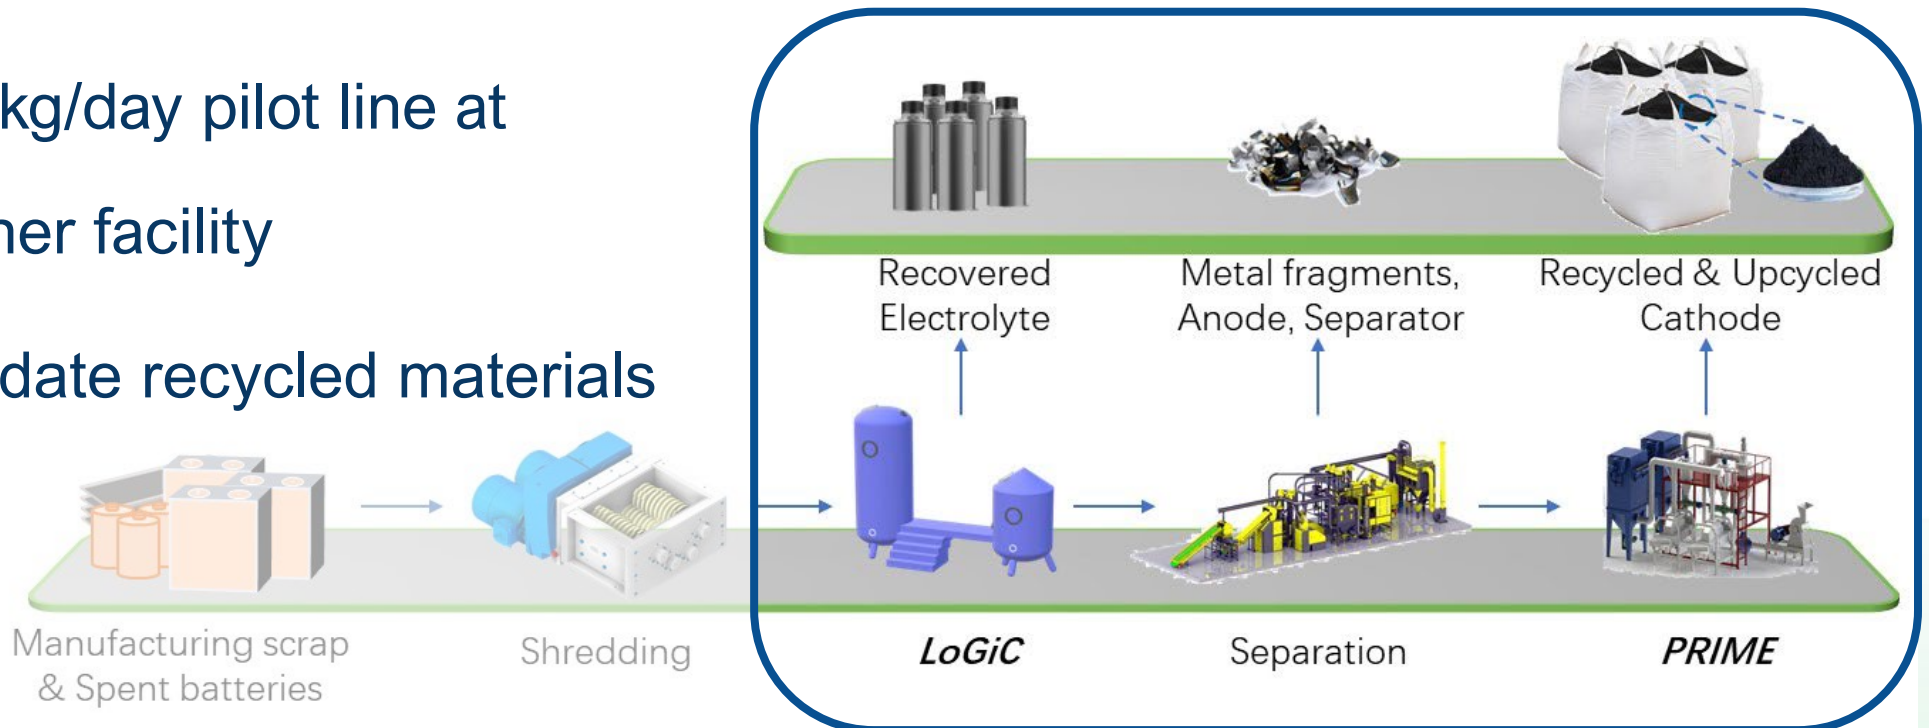 kg/day pilot line at
ner facility
date recycled materials
Recovered
Electrolyte
Metal fragments,
Anode, Separator
Recycled & Upcycled
Cathode
Manufacturing scrap
& Spent batteries
Shredding
LoGiC
Separation
PRIME